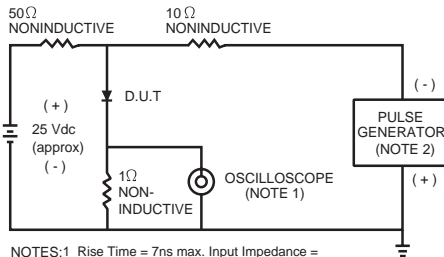 50Ω
NONINDUCTIVE
10Ω
NONINDUCTIVE
( + )
25 Vdc
(approx)
( - )
D.U.T
1Ω
NON-
INDUCTIVE
OSCILLOSCOPE
(NOTE 1)
( - )
PULSE
GENERATOR
(NOTE 2)
( + )
NOTES:1 Rise Time = 7ns max. Input Impedance =